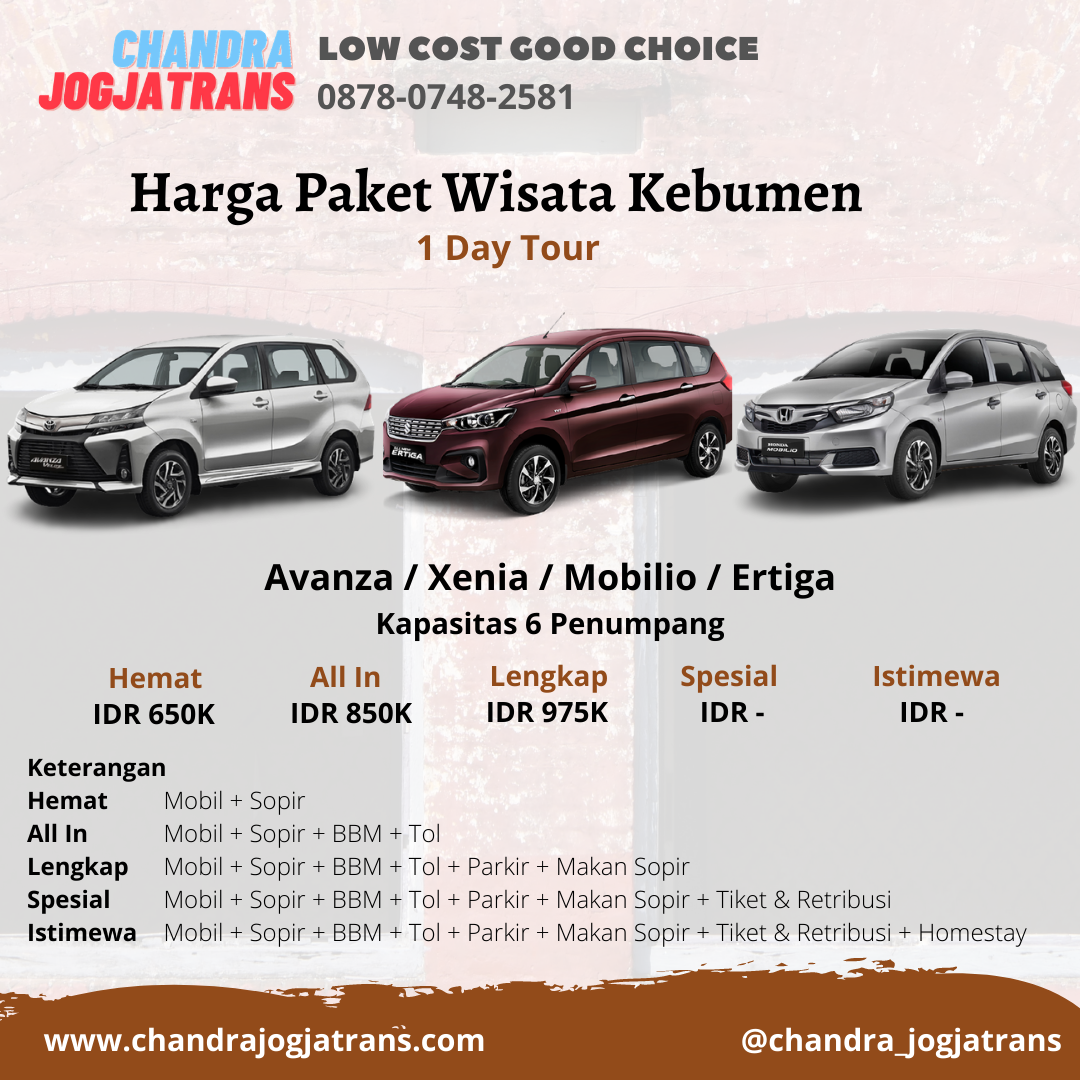 CHANDRA
JOGJATRANS
LOW COST GOOD CHOICE
0878-0748-2581
Harga Paket Wisata Kebumen
1 Day Tour
AVANZA
ERTIGA
HONDA
MOBILIO
Avanza / Xenia / Mobilio / Ertiga
Kapasitas 6 Penumpang
Hemat All In Lengkap Spesial Istimewa
IDR 650K IDR 850K IDR 975K IDR - IDR -
Keterangan
Hemat Mobil + Sopir
All In Mobil + Sopir + BBM + Tol
Lengkap Mobil + Sopir + BBM + Tol + Parkir + Makan Sopir
Spesial Mobil + Sopir + BBM + Tol + Parkir + Makan Sopir + Tiket & Retribusi
Istimewa Mobil + Sopir + BBM + Tol + Parkir + Makan Sopir + Tiket & Retribusi + Homestay
www.chandrajogjatrans.com
@chandra_jogjatrans